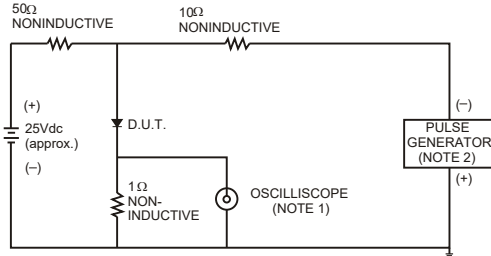 50Ω
NONINDUCTIVE
10Ω
NONINDUCTIVE
(+)
25Vdc
(approx.)
(–)
D.U.T.
1Ω
NON-
INDUCTIVE
OSCILLISCOPE
(NOTE 1)
(–)
PULSE
GENERATOR
(NOTE 2)
(+)